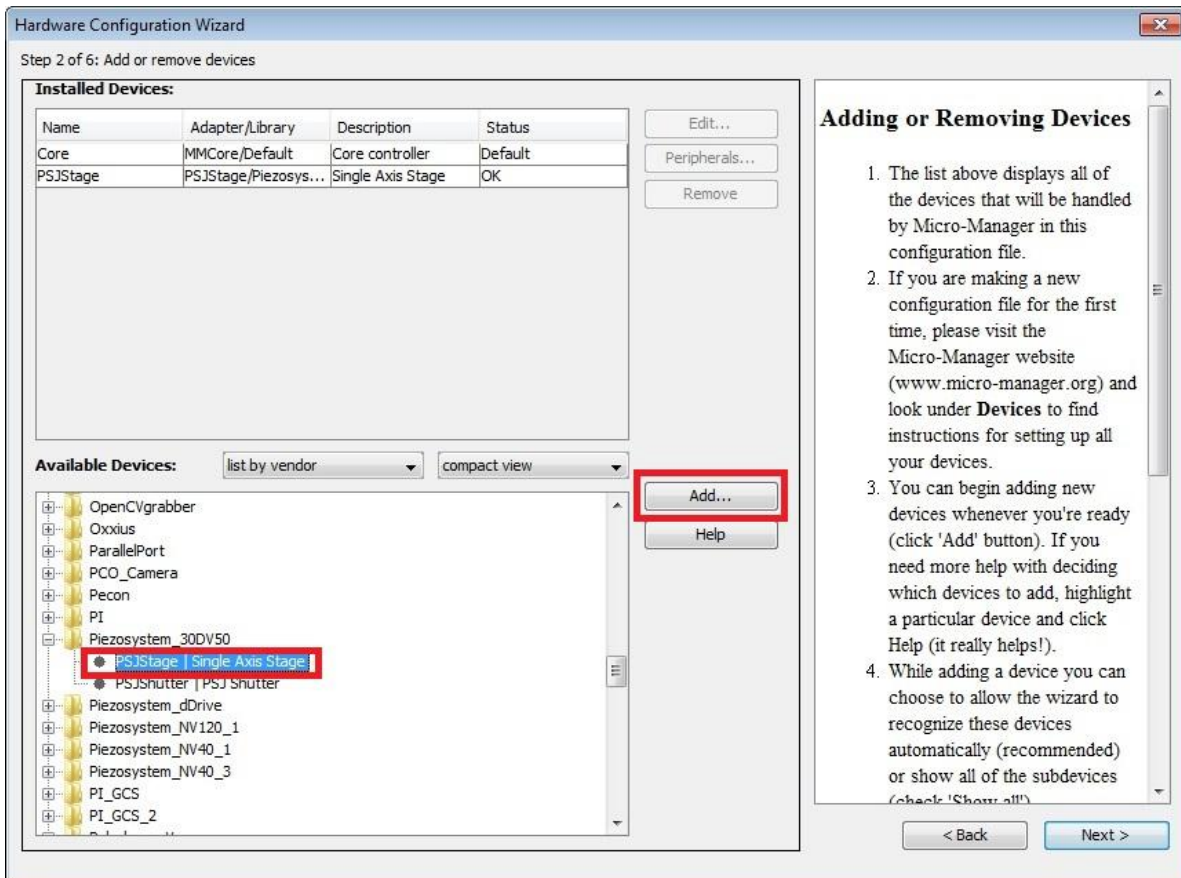 Hardware Configuration Wizard
Step 2 of 6: Add or remove devices
Installed Devices:
Name Adapter/Library Description Status
Core MMCore/Default Core controller Default
PSJStage PSJStage/Piezosys... Single Axis Stage OK
Edit...
Peripherals...
Remove
Available Devices: list by vendor compact view
OpenCVgrabber
Oxxius
ParallelPort
PCO_Camera
Pecon
PI
Piezosystem_30DV50
PSJStage | Single Axis Stage
PSJShutter | PSJ Shutter
Piezosystem_dDrive
Piezosystem_NV120_1
Piezosystem_NV40_1
Piezosystem_NV40_3
PI_GCS
PI_GCS_2
Add...
Help
Adding or Removing Devices
1. The list above displays all of
the devices that will be handled
by Micro-Manager in this
configuration file.
2. If you are making a new
configuration file for the first
time, please visit the
Micro-Manager website
(www.micro-manager.org) and
look under Devices to find
instructions for setting up all
your devices.
3. You can begin adding new
devices whenever you're ready
(click 'Add' button). If you
need more help with deciding
which devices to add, highlight
a particular device and click
Help (it really helps!).
4. While adding a device you can
choose to allow the wizard to
recognize these devices
automatically (recommended)
or show all of the subdevices
(check 'Show all')
< Back
Next >